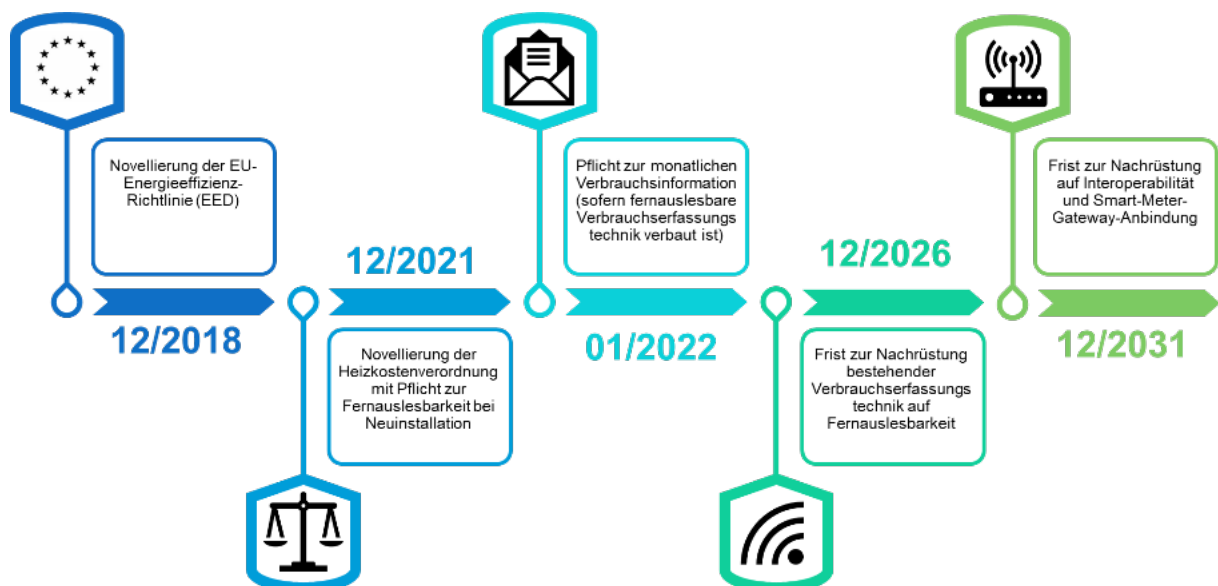 Novellierung der EU-
Energieeffizienz-
Richtlinie (EED)
12/2018
12/2021
Novellierung der
Heizkostenverordnung
mit Pflicht zur
Fernauslesbarkeit bei
Neuinstallation
Pflicht zur monatlichen
Verbrauchsinformation
(sofern fernauslesbare
Verbrauchserfassungs
technik verbaut ist)
01/2022
12/2026
Frist zur Nachrüstung
bestehender
Verbrauchserfassungs
technik auf
Fernauslesbarkeit
Frist zur Nachrüstung
auf Interoperabilität
und Smart-Meter-
Gateway-Anbindung
12/2031